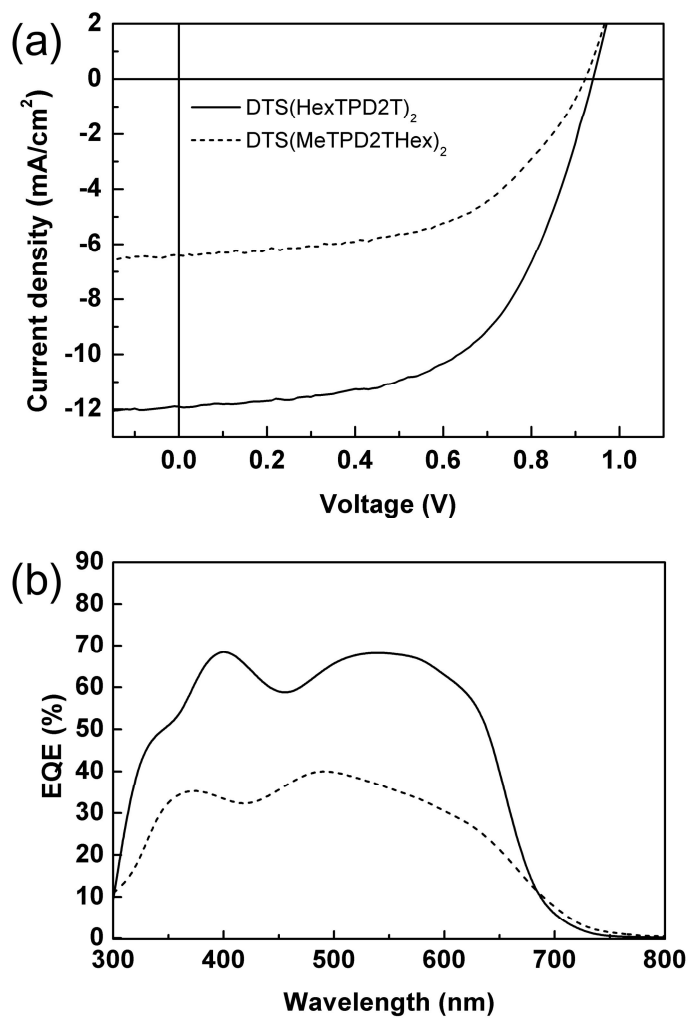 (a)
2
0
-2
-4
-6
-8
-10
-12
Current density (mA/cm²)
DTS(HexTPD2T)₂
DTS(MeTPD2THex)₂
0.0 0.2 0.4 0.6 0.8 1.0
Voltage (V)
(b)
90
80
70
60
50
40
30
20
10
0
EQE (%)
300 400 500 600 700 800
Wavelength (nm)